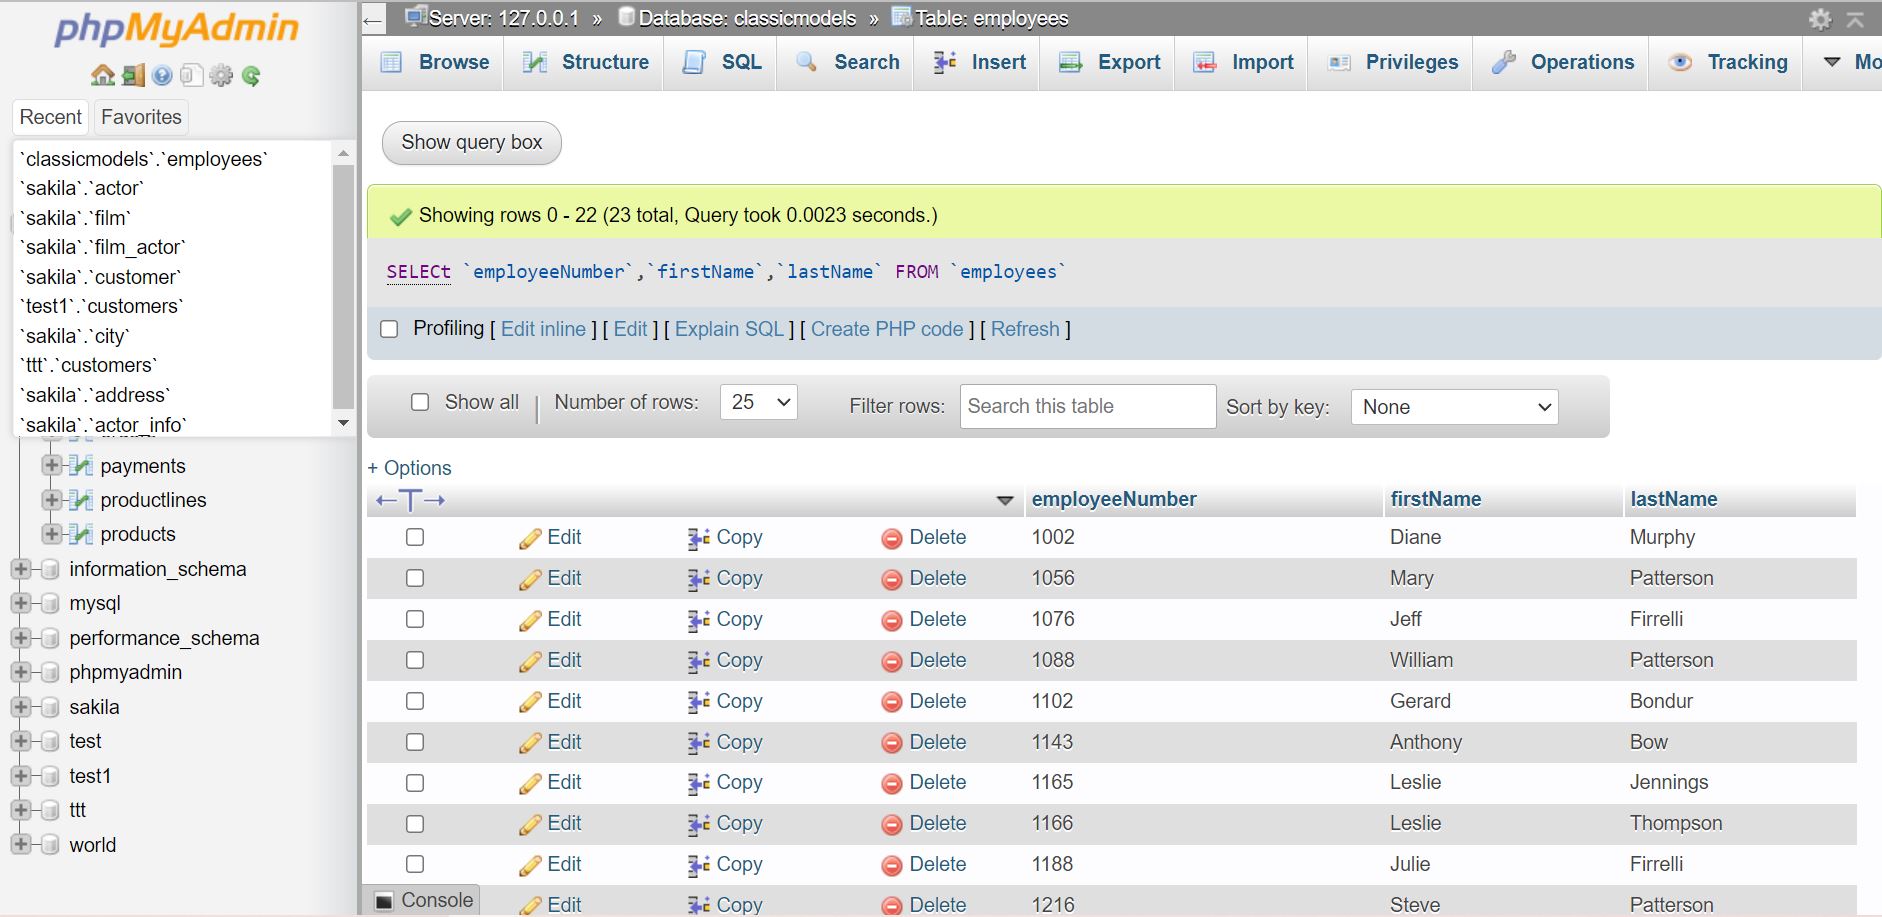 phpMyAdmin
Recent Favorites
`classicmodels`.`employees`
`sakila`.`actor`
`sakila`.`film`
`sakila`.`film_actor`
`sakila`.`customer`
`test1`.`customers`
`sakila`.`city`
`ttt`.`customers`
`sakila`.`address`
`sakila`.`actor_info`
payments
productlines
products
information_schema
mysql
performance_schema
phpmyadmin
sakila
test
test1
ttt
world
Server: 127.0.0.1 » Database: classicmodels » Table: employees
Browse Structure SQL Search Insert Export Import Privileges Operations Tracking Mo
Show query box
Showing rows 0 - 22 (23 total, Query took 0.0023 seconds.)
SELECt `employeeNumber`,`firstName`,`lastName` FROM `employees`
Profiling [ Edit inline ] [ Edit ] [ Explain SQL ] [ Create PHP code ] [ Refresh ]
Show all | Number of rows: 25 Filter rows: Search this table Sort by key: None
+ Options
←T→ employeeNumber firstName lastName
Edit Copy Delete 1002 Diane Murphy
Edit Copy Delete 1056 Mary Patterson
Edit Copy Delete 1076 Jeff Firrelli
Edit Copy Delete 1088 William Patterson
Edit Copy Delete 1102 Gerard Bondur
Edit Copy Delete 1143 Anthony Bow
Edit Copy Delete 1165 Leslie Jennings
Edit Copy Delete 1166 Leslie Thompson
Edit Copy Delete 1188 Julie Firrelli
Edit Copy Delete 1216 Steve Patterson
Console